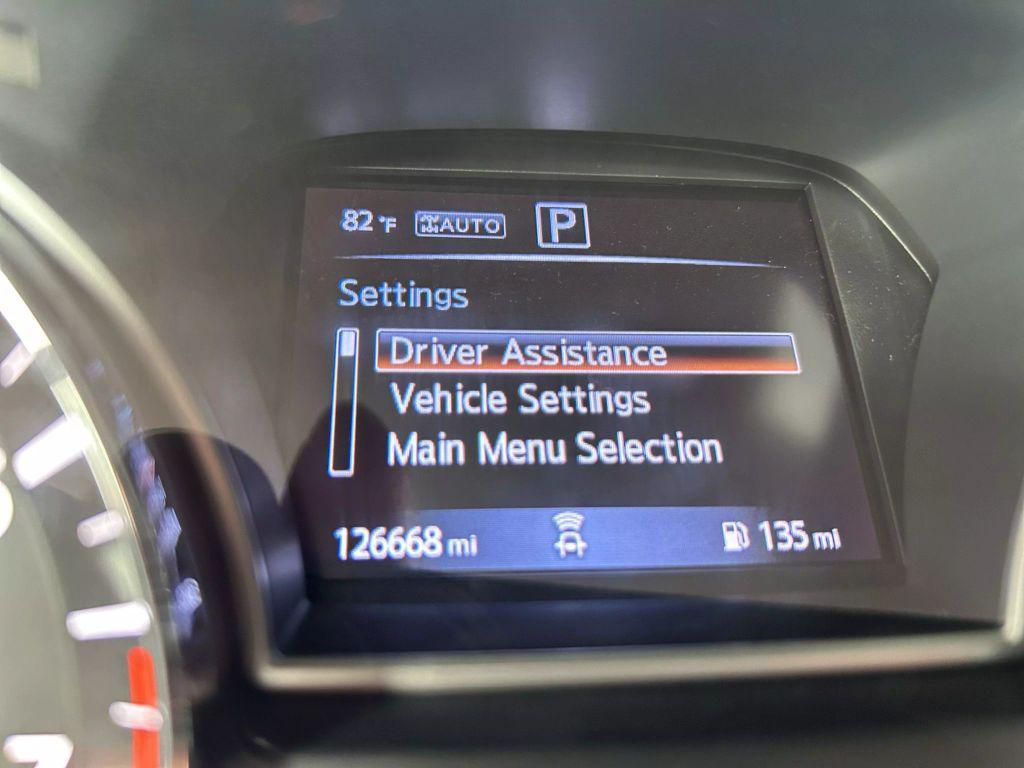 82°F AUTO P
Settings
Driver Assistance
Vehicle Settings
Main Menu Selection
126668 mi 135 mi